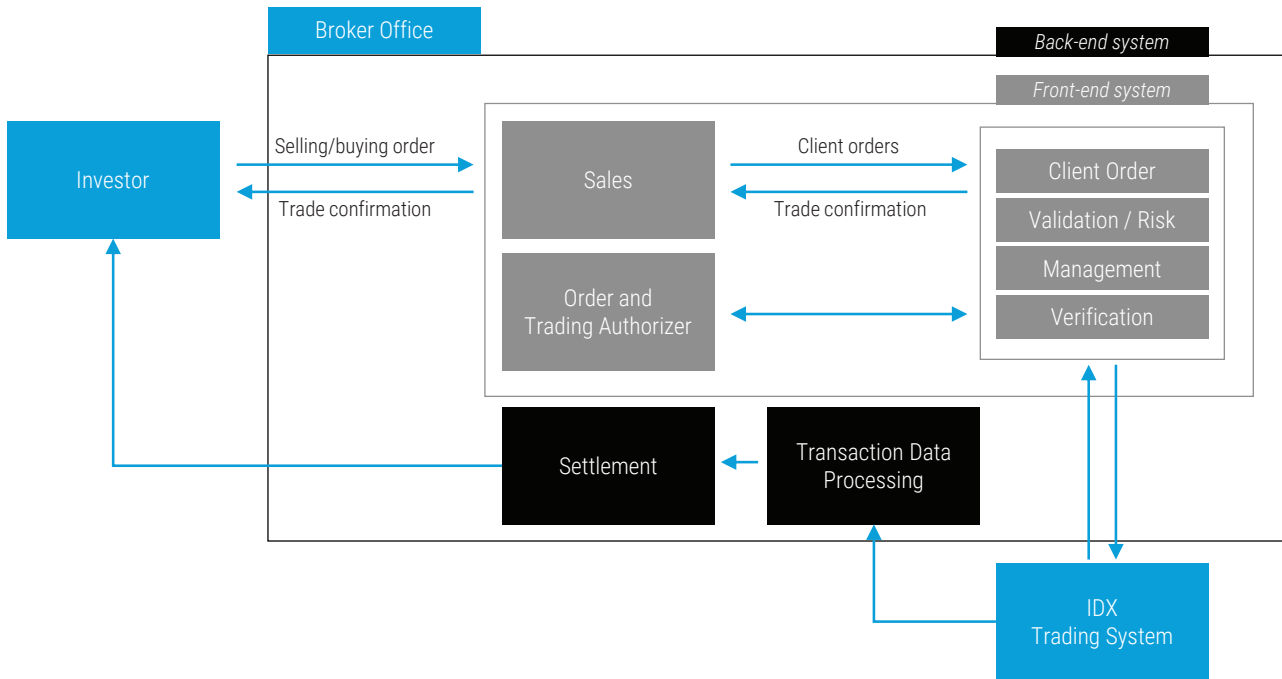 Broker Office
Back-end system
Front-end system
Investor
Selling/buying order
Trade confirmation
Sales
Client orders
Trade confirmation
Client Order
Validation / Risk
Management
Verification
Order and
Trading Authorizer
Settlement
Transaction Data
Processing
IDX
Trading System